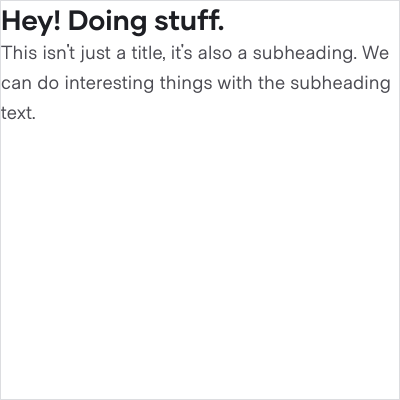 Hey! Doing stuff.
This isn't just a title, it's also a subheading. We
can do interesting things with the subheading
text.